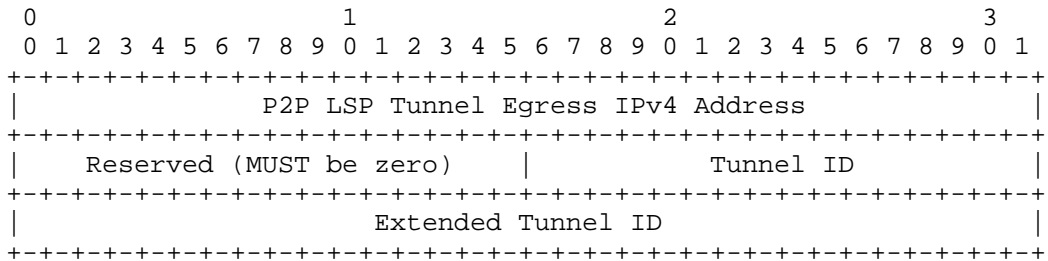 0                   1                   2                   3
 0 1 2 3 4 5 6 7 8 9 0 1 2 3 4 5 6 7 8 9 0 1 2 3 4 5 6 7 8 9 0 1
+-+-+-+-+-+-+-+-+-+-+-+-+-+-+-+-+-+-+-+-+-+-+-+-+-+-+-+-+-+-+-+-+
|               P2P LSP Tunnel Egress IPv4 Address              |
+-+-+-+-+-+-+-+-+-+-+-+-+-+-+-+-+-+-+-+-+-+-+-+-+-+-+-+-+-+-+-+-+
|    Reserved (MUST be zero)    |           Tunnel ID           |
+-+-+-+-+-+-+-+-+-+-+-+-+-+-+-+-+-+-+-+-+-+-+-+-+-+-+-+-+-+-+-+-+
|                      Extended Tunnel ID                       |
+-+-+-+-+-+-+-+-+-+-+-+-+-+-+-+-+-+-+-+-+-+-+-+-+-+-+-+-+-+-+-+-+